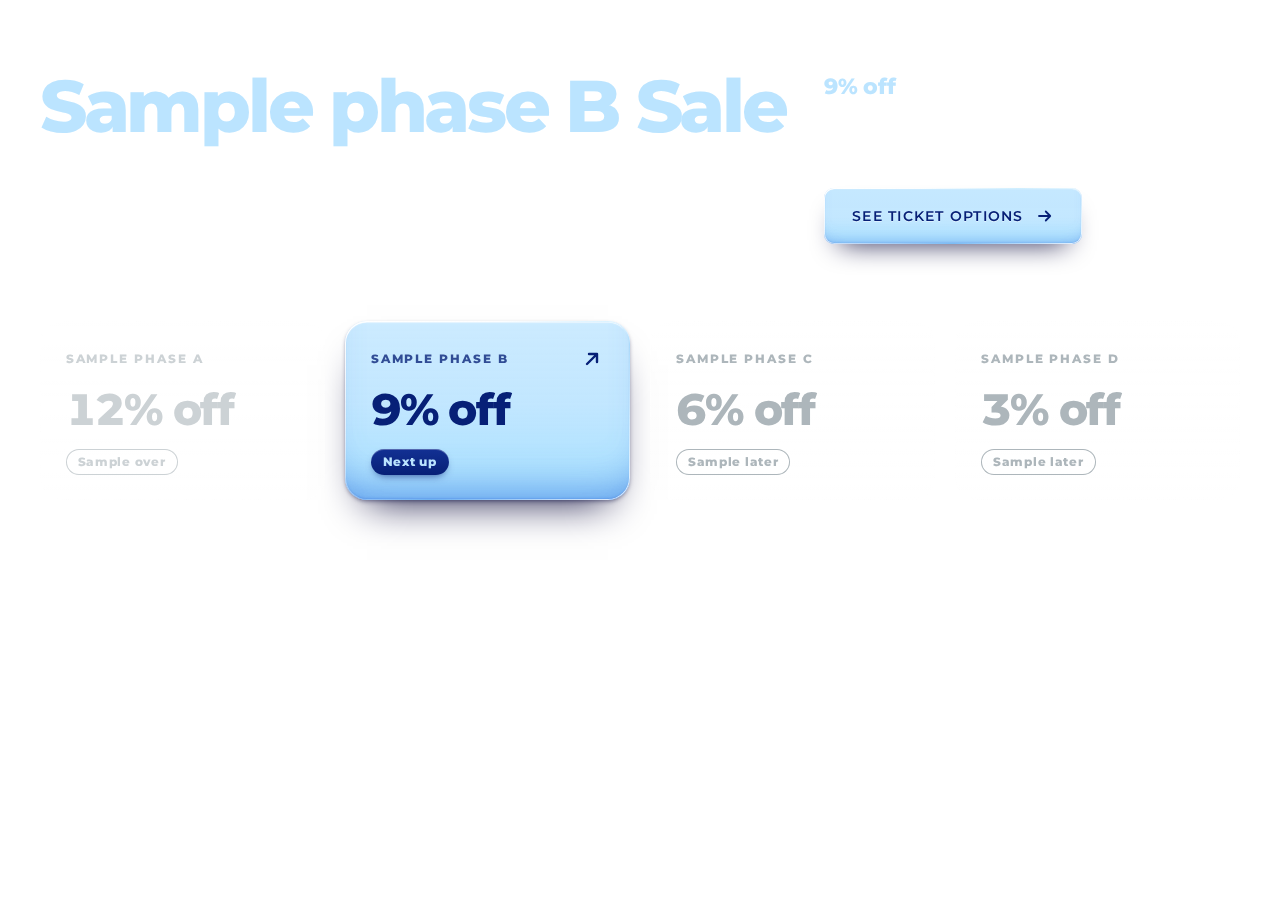 Sample phase B Sale
9% off
SEE TICKET OPTIONS
SAMPLE PHASE A
12% off
Sample over
SAMPLE PHASE B
9% off
Next up
SAMPLE PHASE C
6% off
Sample later
SAMPLE PHASE D
3% off
Sample later